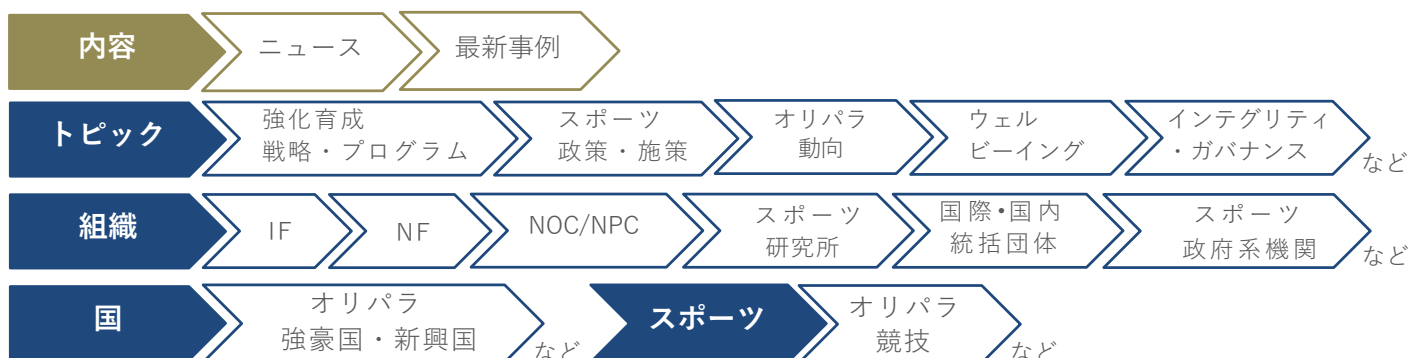 内容 ニュース 最新事例
トピック 強化育成
戦略・プログラム
スポーツ
政策・施策
オリパラ
動向
ウェル
ビーイング
インテグリティ
・ガバナンス
など
組織 IF NF NOC/NPC スポーツ
研究所
国際・国内
統括団体
スポーツ
政府系機関
など
国 オリパラ
強豪国・新興国
など
スポーツ オリパラ
競技
など